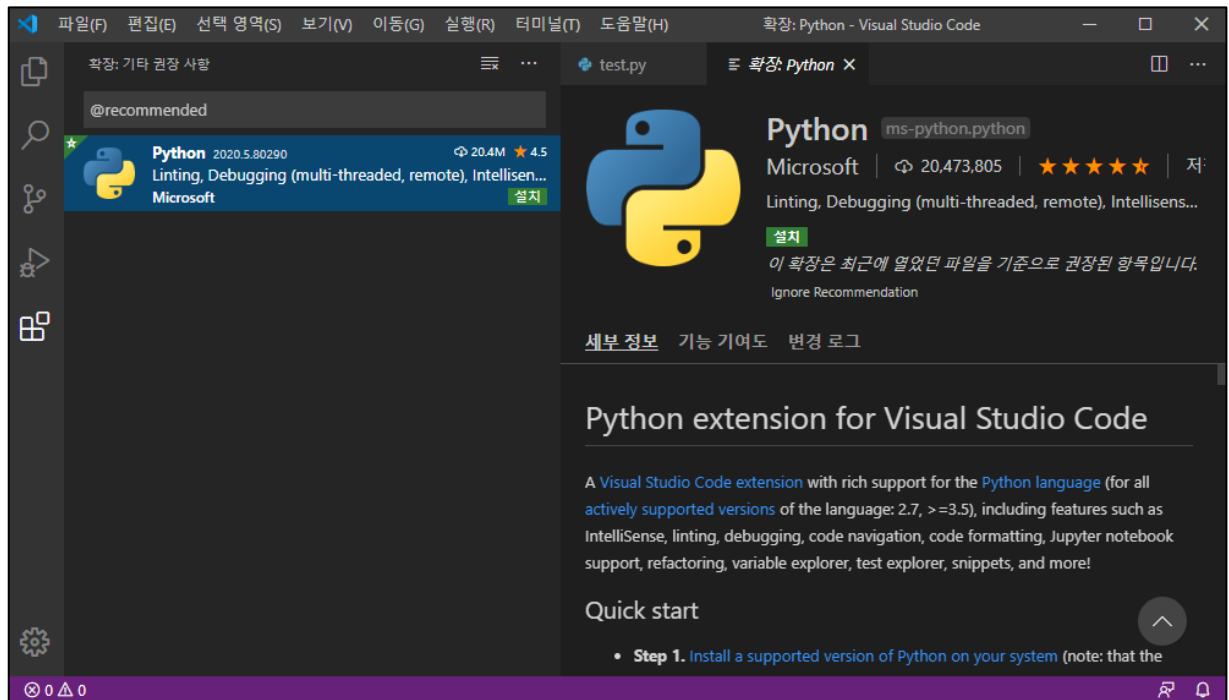 파일(F) 편집(E) 선택 영역(S) 보기(V) 이동(G) 실행(R) 터미널(T) 도움말(H) 확장: Python - Visual Studio Code
확장: 기타 권장 사항
@recommended
Python 2020.5.80290 20.4M 4.5
Linting, Debugging (multi-threaded, remote), Intellisen...
Microsoft 설치
test.py 확장: Python
Python ms-python.python
Microsoft 20,473,805
Linting, Debugging (multi-threaded, remote), Intellisens...
설치
이 확장은 최근에 열었던 파일을 기준으로 권장된 항목입니다.
Ignore Recommendation
세부 정보 기능 기여도 변경 로그
Python extension for Visual Studio Code
A Visual Studio Code extension with rich support for the Python language (for all
actively supported versions of the language: 2.7, >=3.5), including features such as
IntelliSense, linting, debugging, code navigation, code formatting, Jupyter notebook
support, refactoring, variable explorer, test explorer, snippets, and more!
Quick start
• Step 1. Install a supported version of Python on your system (note: that the
0 0